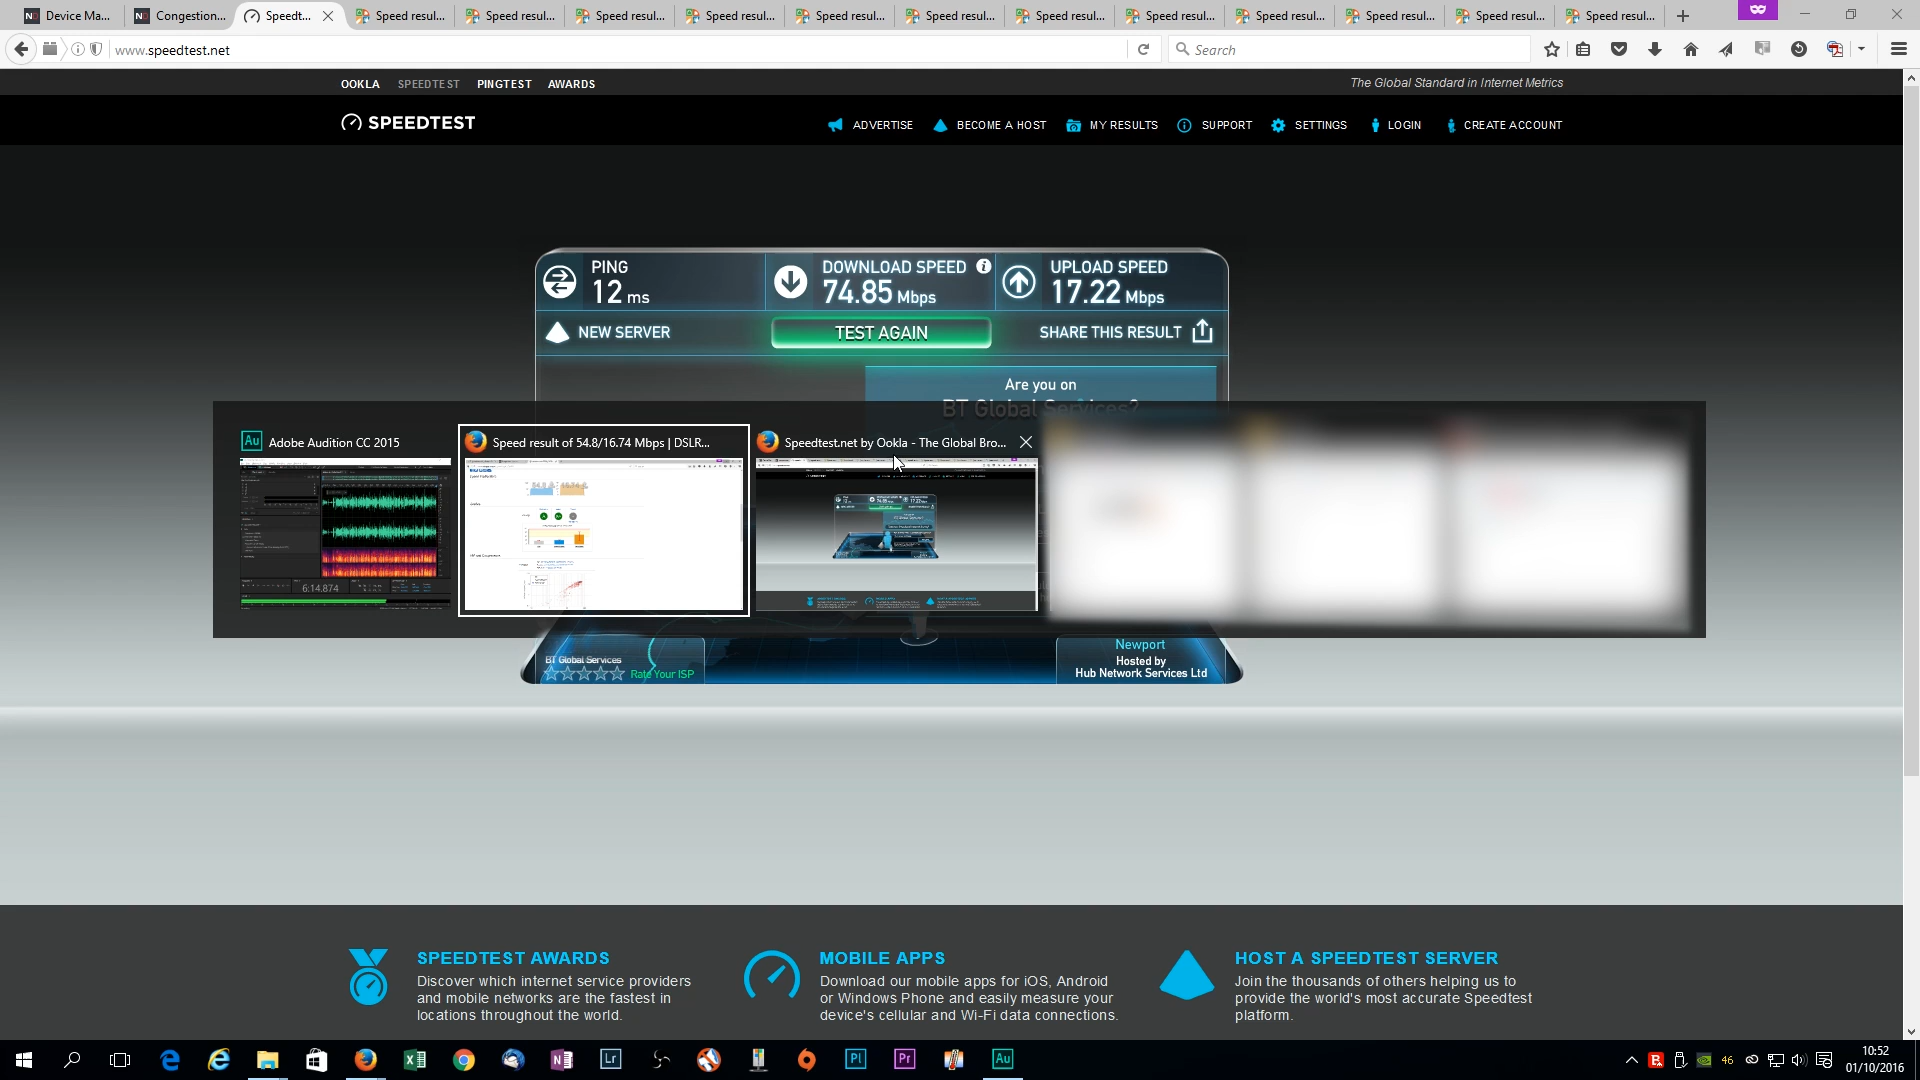 Device Ma...
Congestion...
Speedt...
Speed resul...
Speed resul...
Speed resul...
Speed resul...
Speed resul...
Speed resul...
Speed resul...
Speed resul...
Speed resul...
Speed resul...
Speed resul...
Speed resul...
www.speedtest.net
Search
OOKLA SPEEDTEST PINGTEST AWARDS
The Global Standard in Internet Metrics
SPEEDTEST
ADVERTISE
BECOME A HOST
MY RESULTS
SUPPORT
SETTINGS
LOGIN
CREATE ACCOUNT
PING
12 ms
DOWNLOAD SPEED
74.85 Mbps
UPLOAD SPEED
17.22 Mbps
NEW SERVER
TEST AGAIN
SHARE THIS RESULT
Are you on
BT Global Services?
Au Adobe Audition CC 2015
Speed result of 54.8/16.74 Mbps | DSLR...
Speedtest.net by Ookla - The Global Bro...
6:14.874
BT Global Services
Rate Your ISP
Newport
Hosted by
Hub Network Services Ltd
SPEEDTEST AWARDS
Discover which internet service providers
and mobile networks are the fastest in
locations throughout the world.
MOBILE APPS
Download our mobile apps for iOS, Android
or Windows Phone and easily measure your
device's cellular and Wi-Fi data connections.
HOST A SPEEDTEST SERVER
Join the thousands of others helping us to
provide the world's most accurate Speedtest
platform.
Lr
Pl
Pr
Au
46
10:52
01/10/2016